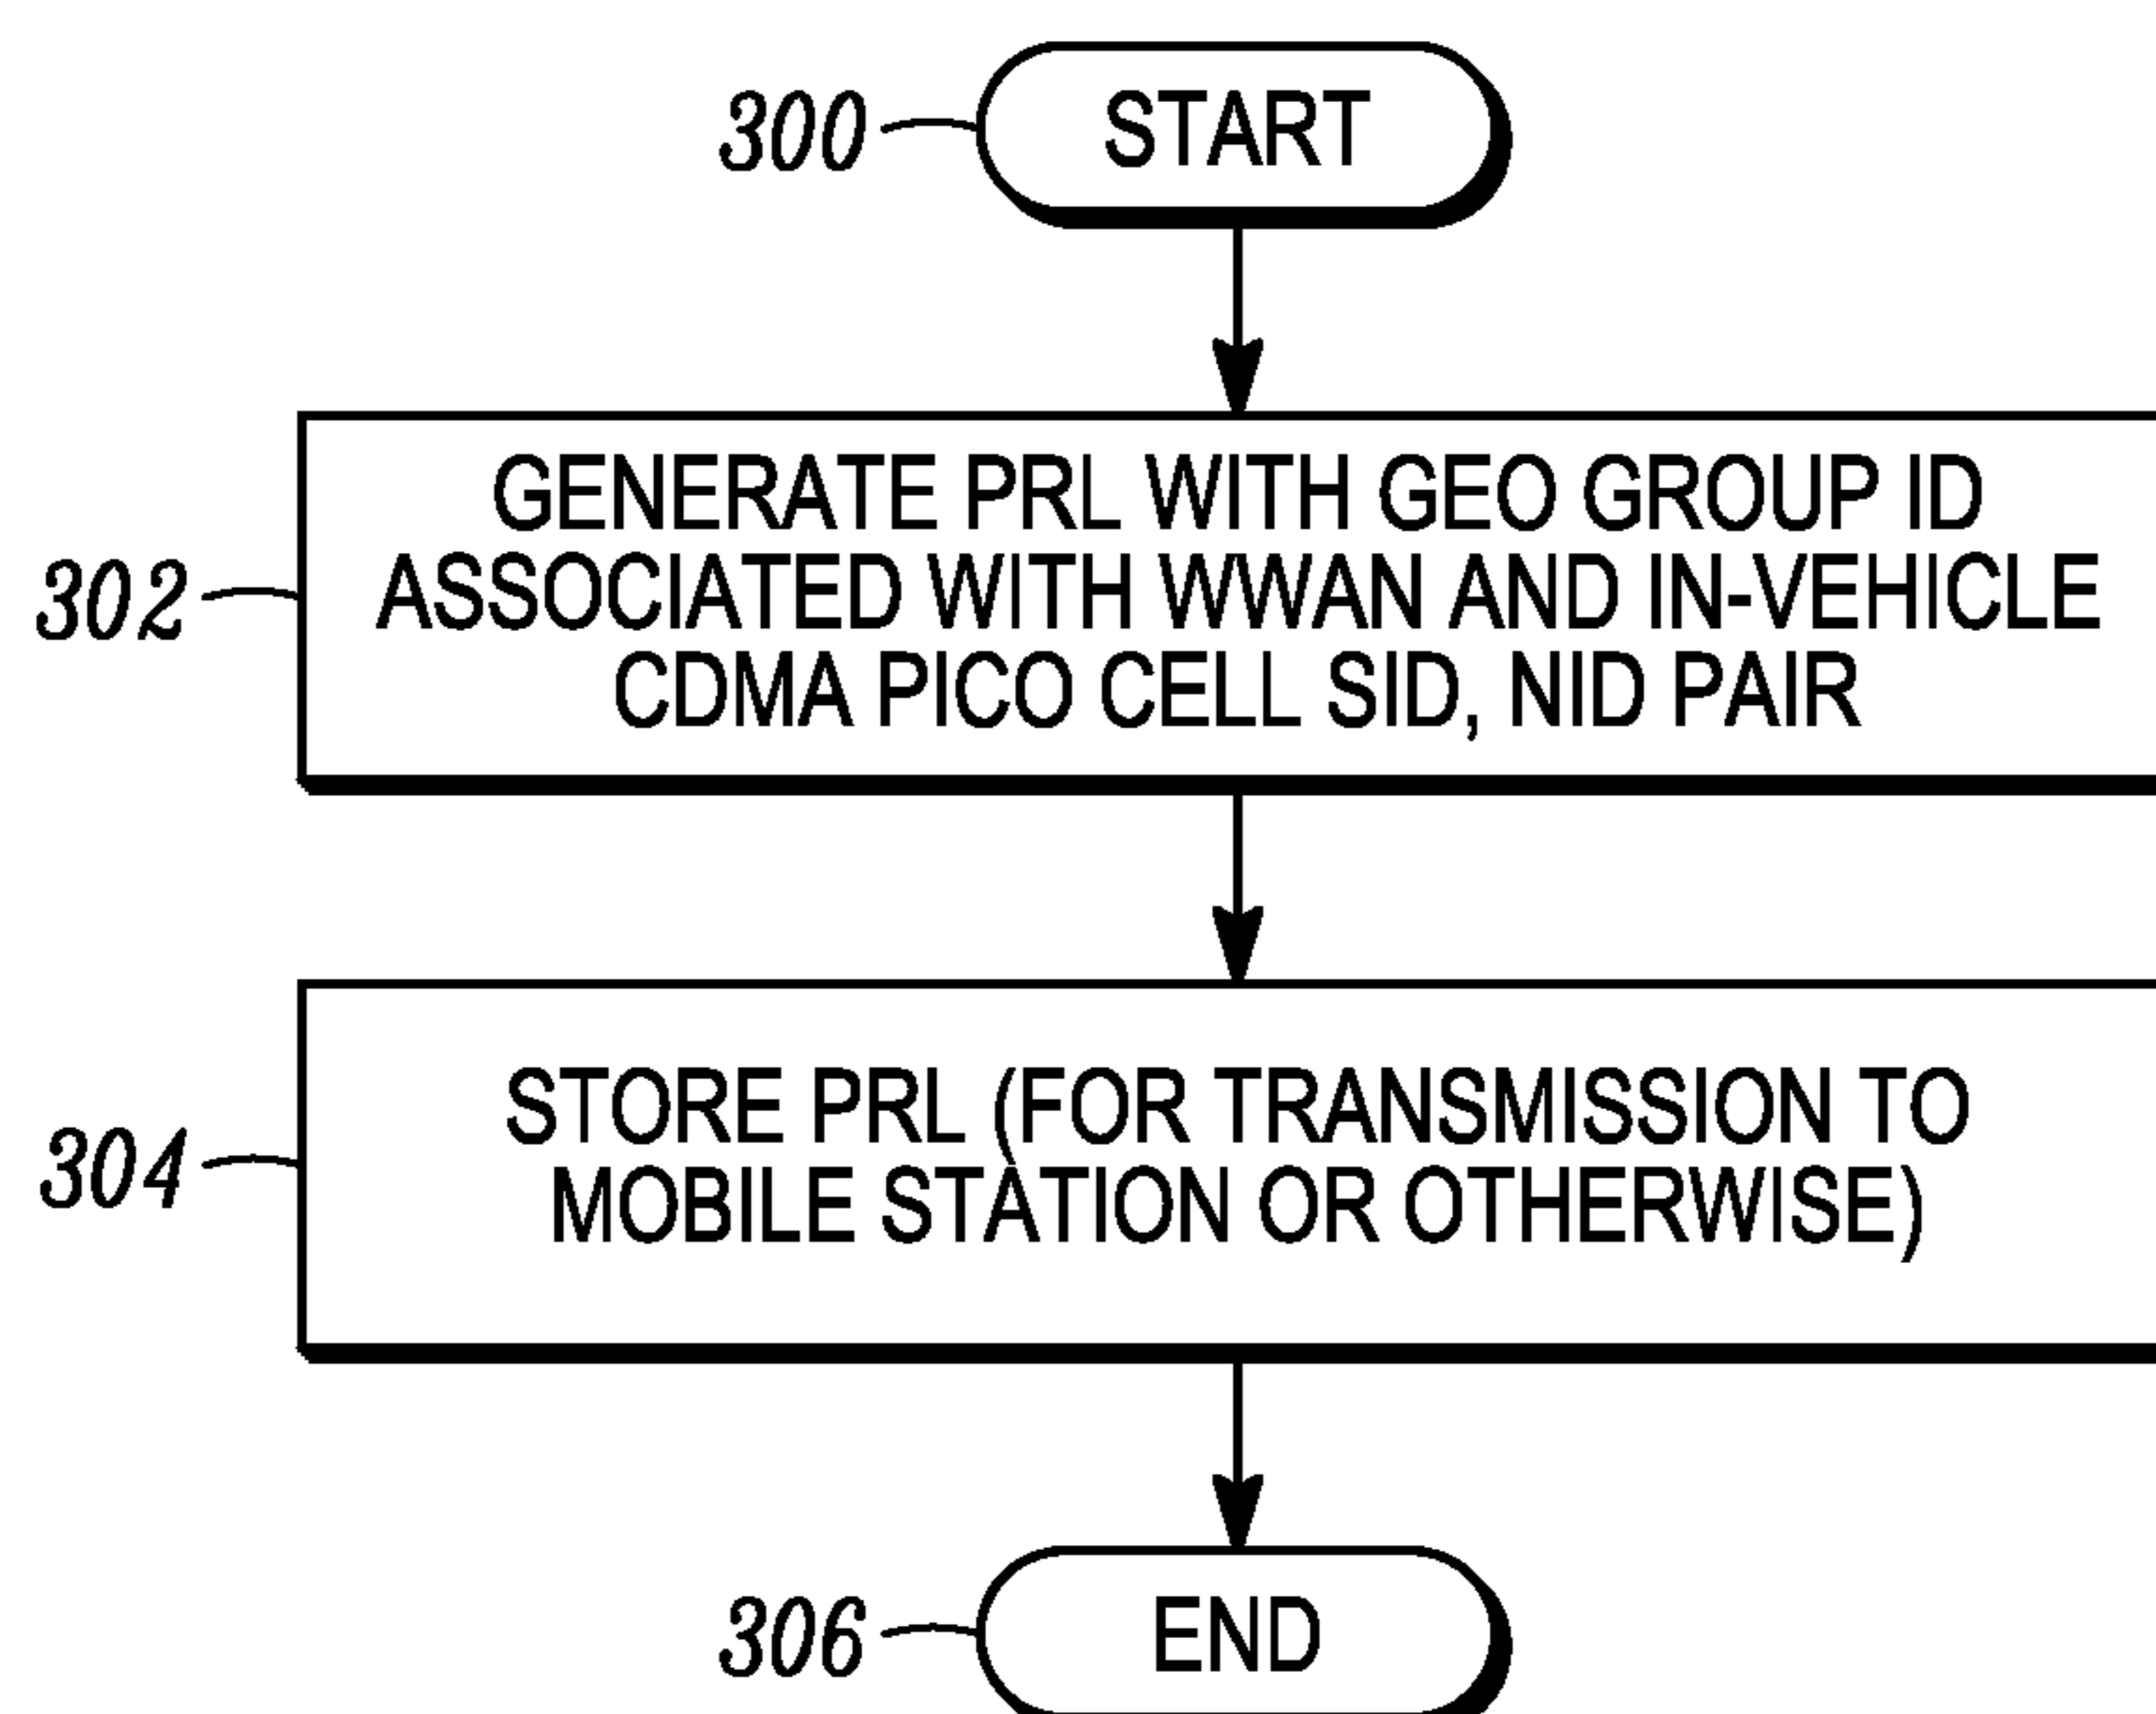 300
START
302
GENERATE PRL WITH GEO GROUP ID
ASSOCIATED WITH WWAN AND IN-VEHICLE
CDMA PICO CELL SID, NID PAIR
304
STORE PRL (FOR TRANSMISSION TO
MOBILE STATION OR OTHERWISE)
306
END